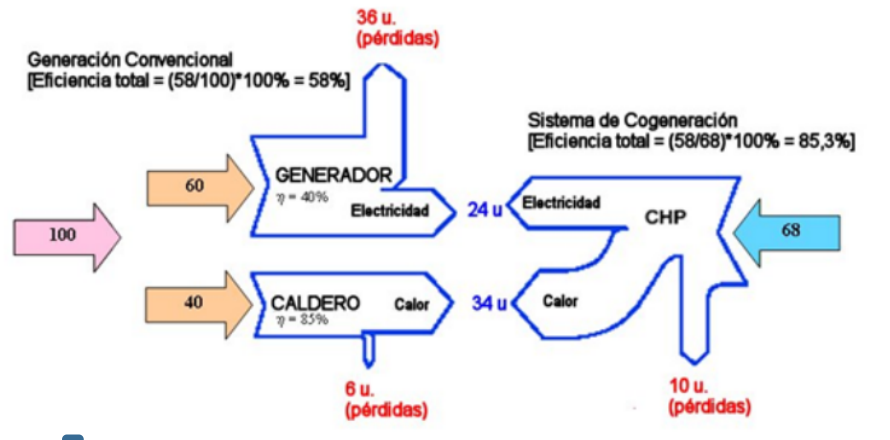 36 u.
(pérdidas)
Generación Convencional
[Eficiencia total = (58/100)*100% = 58%]
Sistema de Cogeneración
[Eficiencia total = (58/68)*100% = 85,3%]
60
GENERADOR
η = 40%
Electricidad
24 u
Electricidad
CHP
100
68
40
CALDERO
η = 85%
Calor
34 u
Calor
6 u.
(pérdidas)
10 u.
(pérdidas)